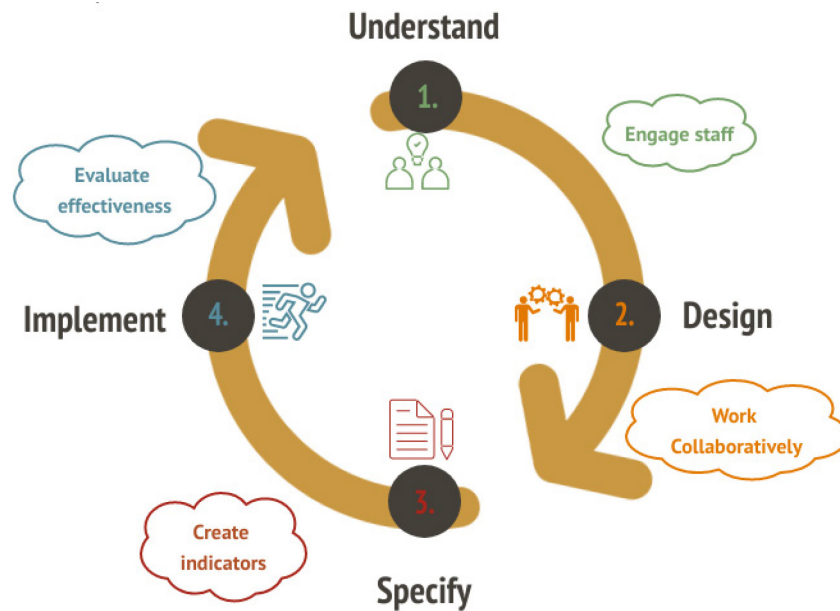 Understand
1.
Engage staff
Evaluate
effectiveness
Implement
4.
2.
Design
Work
Collaboratively
3.
Create
indicators
Specify